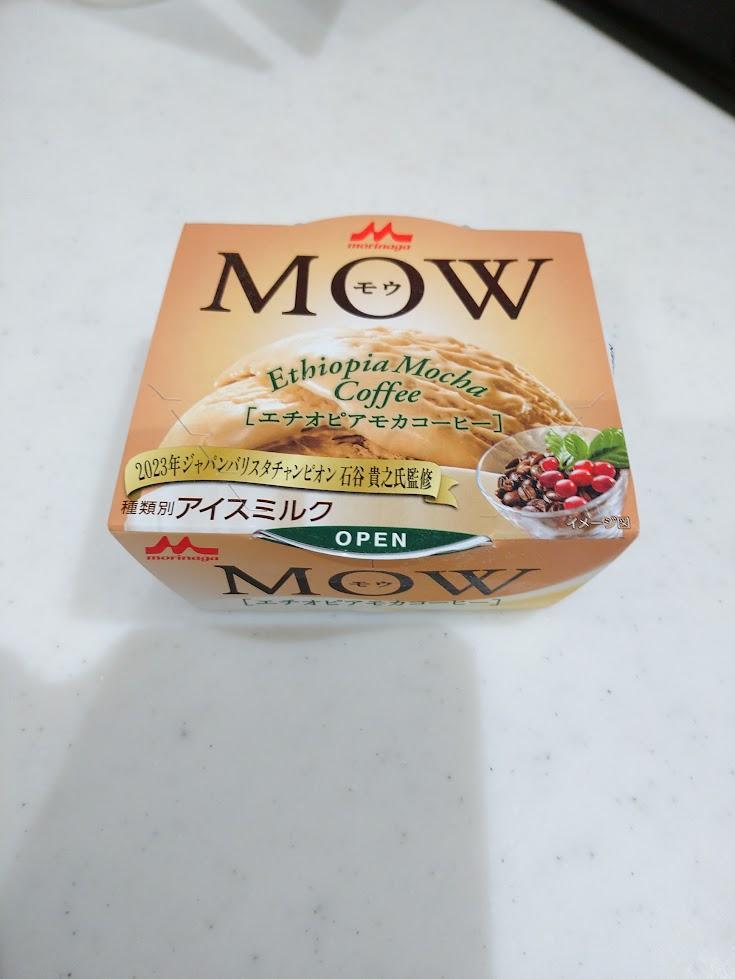 morinaga
MOW
モウ
Ethiopia Mocha
Coffee
[エチオピアモカコーヒー]
2023年ジャパンバリスタチャンピオン 石谷 貴之氏監修
種類別 アイスミルク
イメージ図
OPEN
morinaga
MOW
モウ
[エチオピアモカコーヒー]